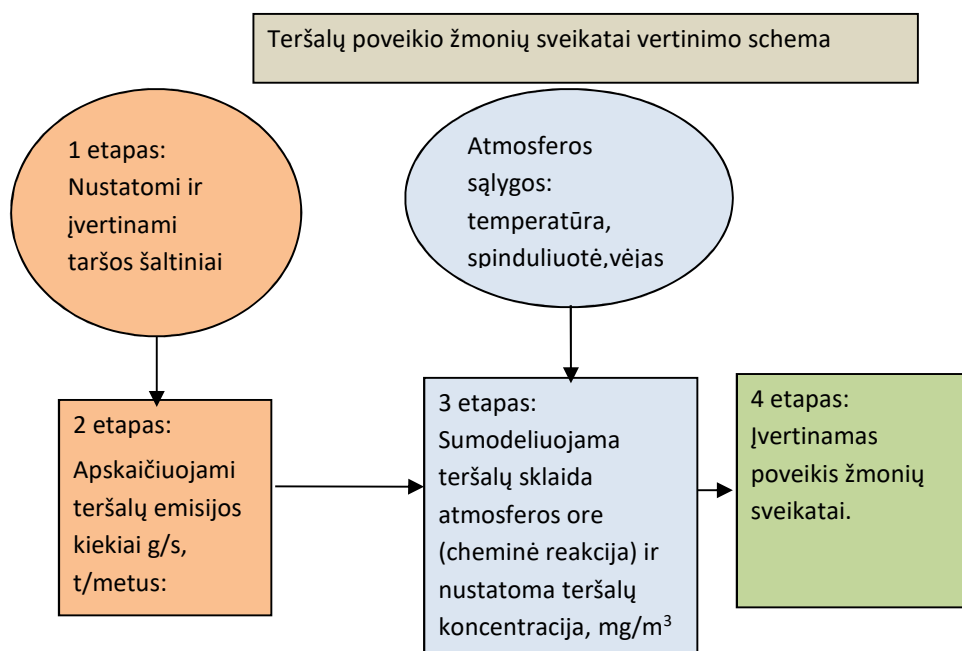 Teršalų poveikio žmonių sveikatai vertinimo schema
1 etapas:
Nustatomi ir
įvertinami
taršos šaltiniai
Atmosferos
sąlygos:
temperatūra,
spinduliuotė,vėjas
2 etapas:
Apskaičiuojami
teršalų emisijos
kiekiai g/s,
t/metus:
3 etapas:
Sumodeliuojama
teršalų sklaida
atmosferos ore
(cheminė reakcija) ir
nustatoma teršalų
koncentracija, mg/m³
4 etapas:
Įvertinamas
poveikis žmonių
sveikatai.